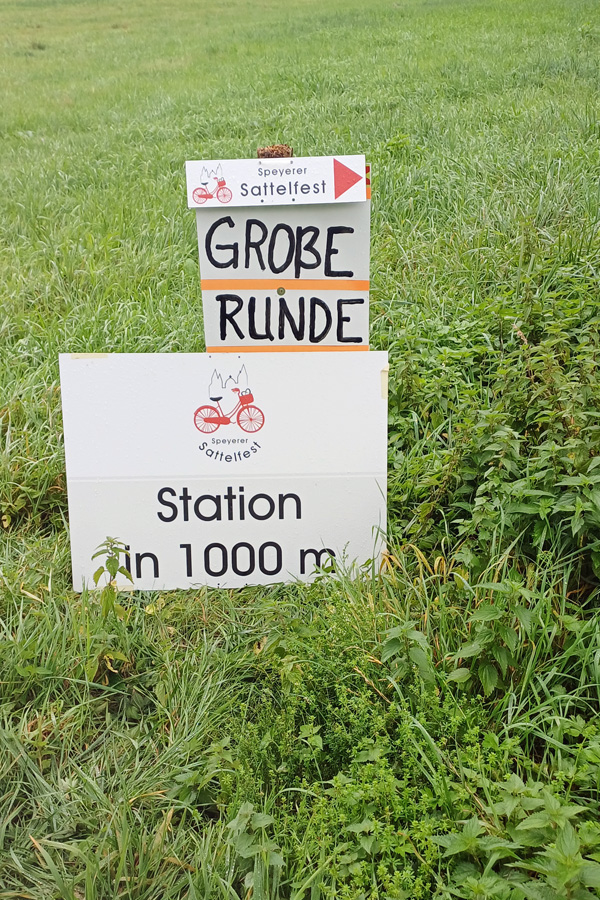 Speyerer
Sattelfest
GROßE
RUNDE
Speyerer
Sattelfest
Station
in 1000 m